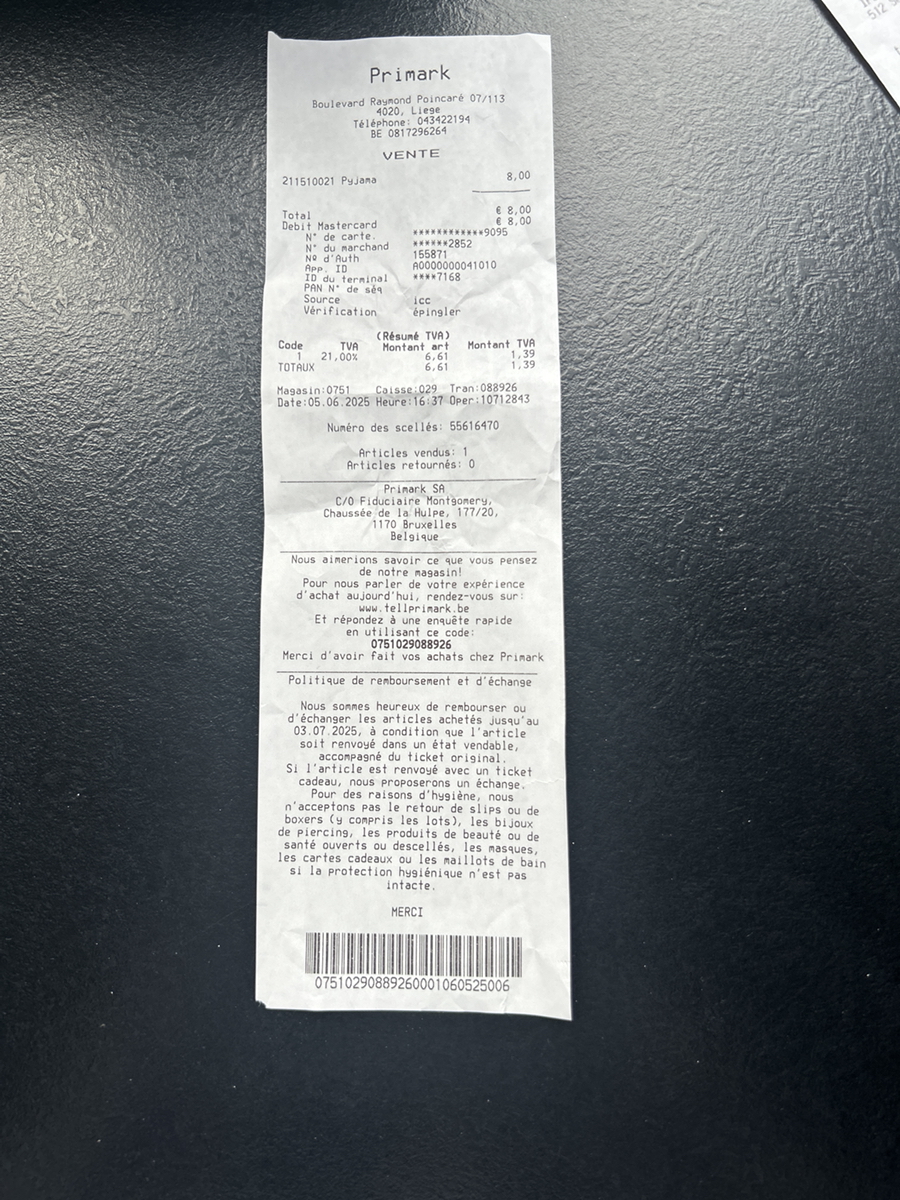 Primark
Boulevard Raymond Poincaré 07/113
4020, Liege
Téléphone: 043422194
BE 0817296264
VENTE
211510021 Pyjama 8,00
Total € 8,00
Debit Mastercard € 8,00
N° de carte. ************9095
N° du marchand ******2852
Nº d'Auth 155871
App. ID A0000000041010
ID du terminal ****7168
PAN N° de séq
Source icc
Vérification épingler
(Résumé TVA)
Code TVA Montant art Montant TVA
1 21,00% 6,61 1,39
TOTAUX 6,61 1,39
Magasin:0751 Caisse:029 Tran:088926
Date:05.06.2025 Heure:16:37 Oper:10712843
Numéro des scellés: 55616470
Articles vendus: 1
Articles retournés: 0
Primark SA
C/O Fiduciaire Montgomery,
Chaussée de la Hulpe, 177/20,
1170 Bruxelles
Belgique
Nous aimerions savoir ce que vous pensez
de notre magasin!
Pour nous parler de votre expérience
d'achat aujourd'hui, rendez-vous sur:
www.tellprimark.be
Et répondez à une enquête rapide
en utilisant ce code:
0751029088926
Merci d'avoir fait vos achats chez Primark
Politique de remboursement et d'échange
Nous sommes heureux de rembourser ou
d'échanger les articles achetés jusqu'au
03.07.2025, à condition que l'article
soit renvoyé dans un état vendable,
accompagné du ticket original.
Si l'article est renvoyé avec un ticket
cadeau, nous proposerons un échange.
Pour des raisons d'hygiène, nous
n'acceptons pas le retour de slips ou de
boxers (y compris les lots), les bijoux
de piercing, les produits de beauté ou de
santé ouverts ou descellés, les masques,
les cartes cadeaux ou les maillots de bain
si la protection hygiénique n'est pas
intacte.
MERCI
07510290889260001060525006
512